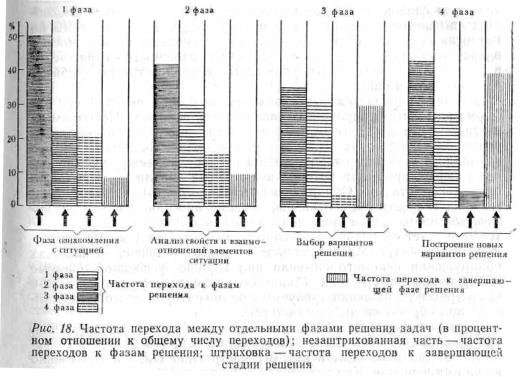 1 фаза 2 фаза 3 фаза 4 фаза
%
50
40
30
20
10
0
Фаза ознакомления
с ситуацией
Анализ свойств и взаимо-
отношений элементов
ситуации
Выбор вариантов
решения
Построение новых
вариантов решения
1 фаза
2 фаза
3 фаза
4 фаза
Частота перехода к фазам
решения
Частота перехода к завершаю-
щей фазе решения
Рис. 18. Частота перехода между отдельными фазами решения задач (в процент-
ном отношении к общему числу переходов); незаштрихованная часть — частота
переходов к фазам решения; штриховка — частота переходов к завершающей
стадии решения